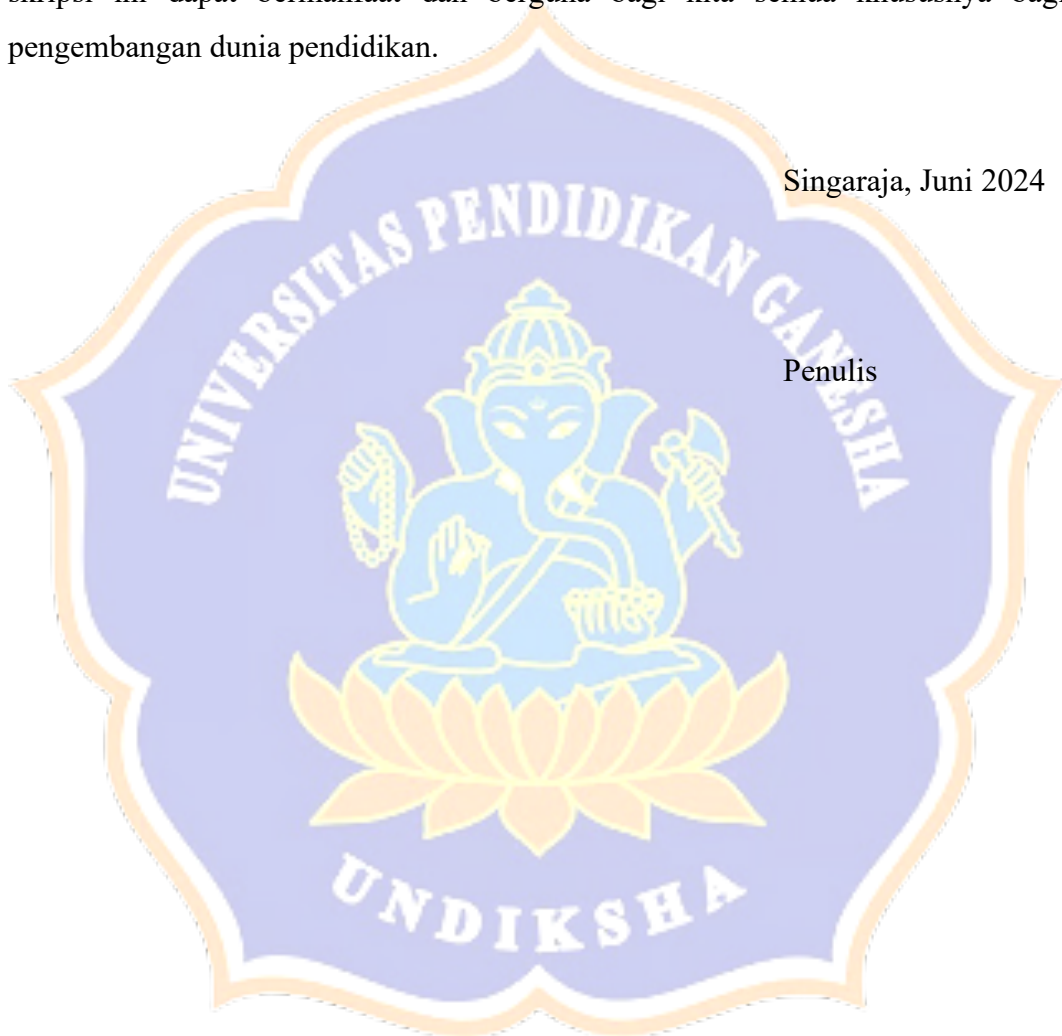 skripsi ini dapat bermanfaat dan berguna bagi kita semua khususnya bagi
pengembangan dunia pendidikan.
Singaraja, Juni 2024
UNIVERSITAS PENDIDIKAN GANESHA
Penulis
UNDIKSHA